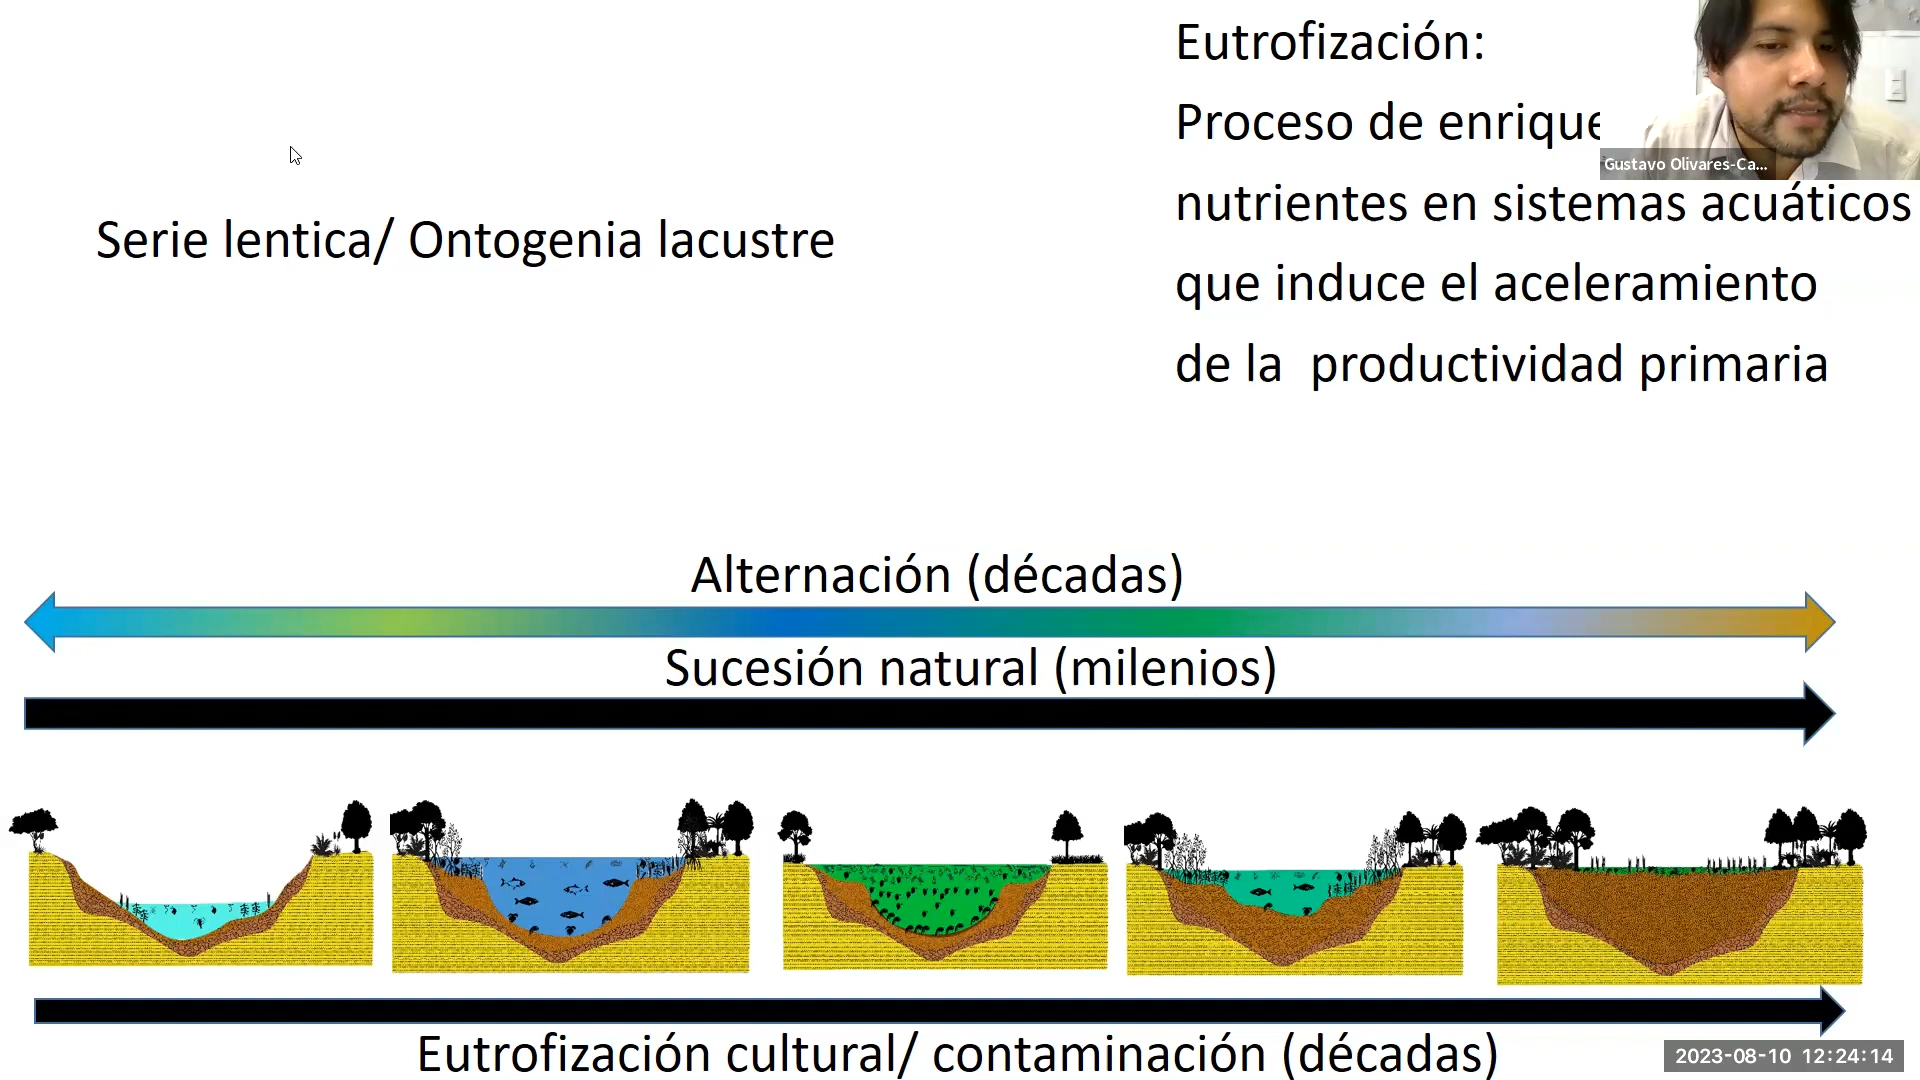 Eutrofización:
Proceso de enrique
nutrientes en sistemas acuáticos
que induce el aceleramiento
de la productividad primaria
Gustavo Olivares-Ca...
Serie lentica/ Ontogenia lacustre
Alternación (décadas)
Sucesión natural (milenios)
Eutrofización cultural/ contaminación (décadas)
2023-08-10 12:24:14